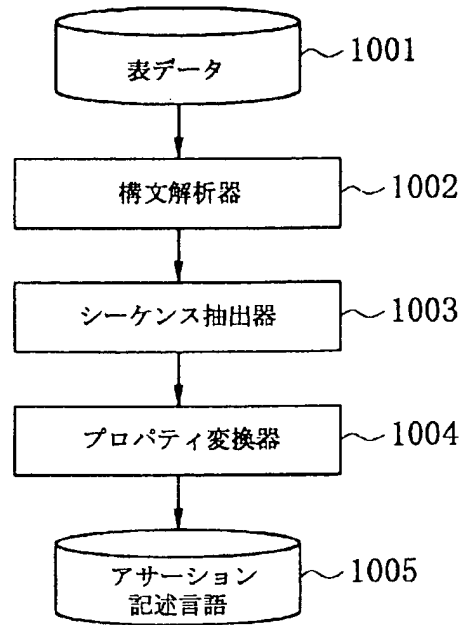 表データ
1001
構文解析器
1002
シーケンス抽出器
1003
プロパティ変換器
1004
アサーション
記述言語
1005